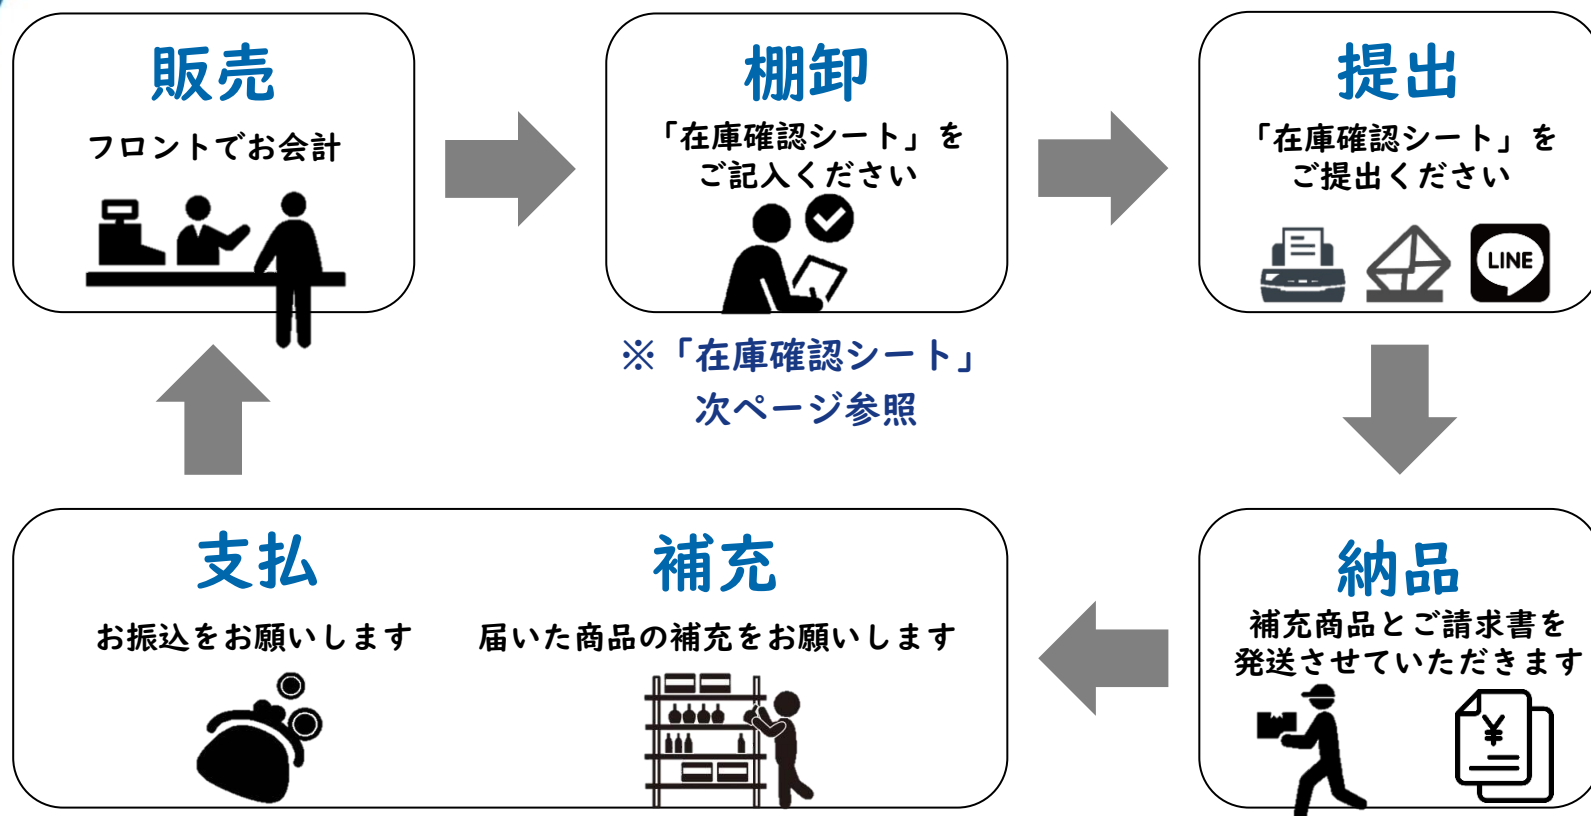 販売
フロントでお会計
棚卸
「在庫確認シート」を
ご記入ください
※「在庫確認シート」
次ページ参照
提出
「在庫確認シート」を
ご提出ください
LINE
納品
補充商品とご請求書を
発送させていただきます
¥
補充
届いた商品の補充をお願いします
支払
お振込をお願いします